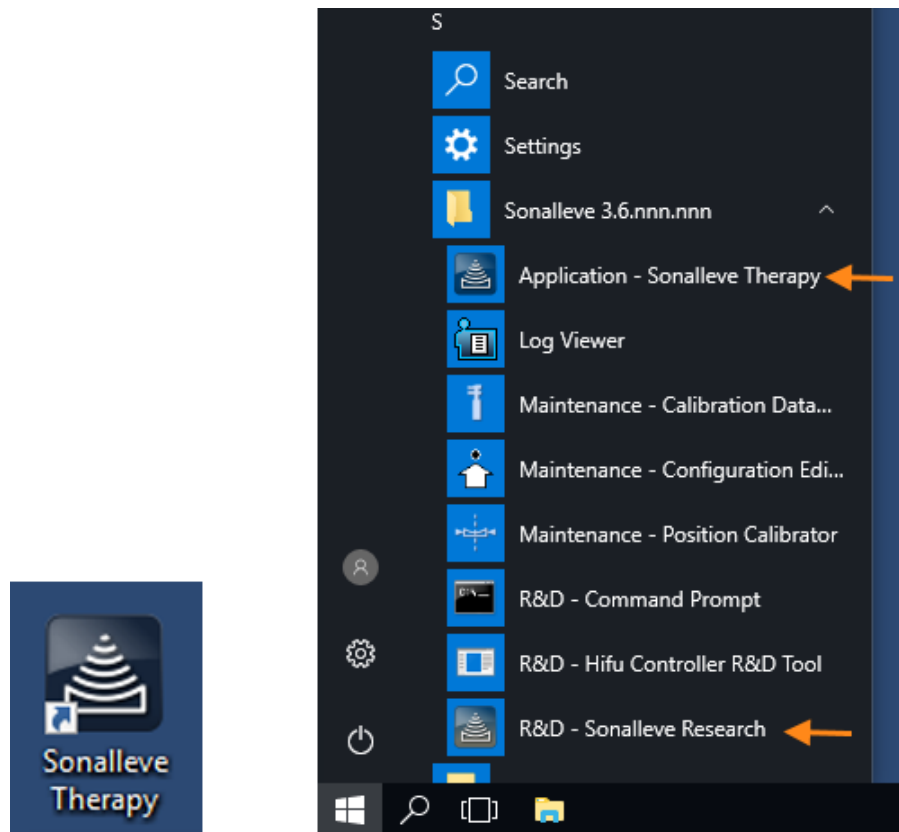 Sonalleve
Therapy
S
Search
Settings
Sonalleve 3.6.nnn.nnn
Application - Sonalleve Therapy
Log Viewer
Maintenance - Calibration Data...
Maintenance - Configuration Edi...
Maintenance - Position Calibrator
R&D - Command Prompt
R&D - Hifu Controller R&D Tool
R&D - Sonalleve Research